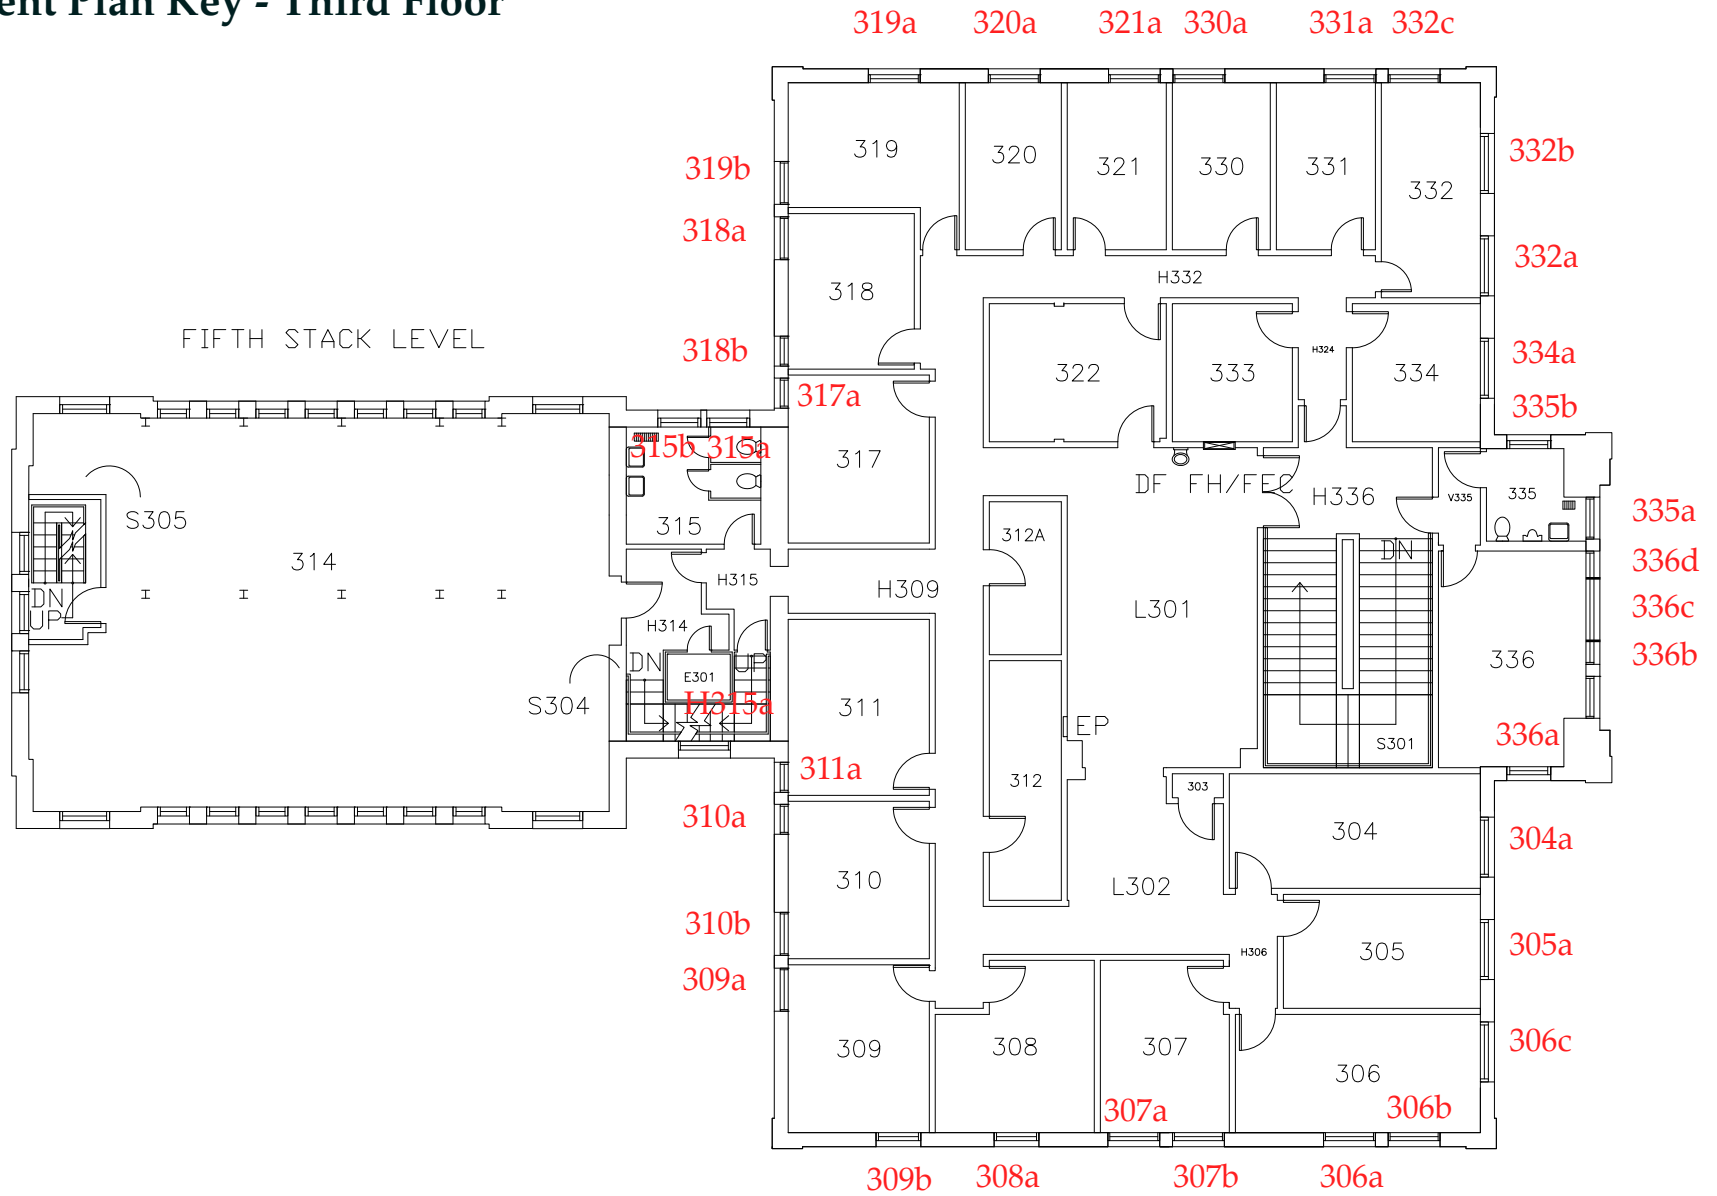 ent Plan Key - Third Floor
319a 320a 321a 330a 331a 332c
319 320 321 330 331 332
319b 332b
318a 332a
H332
318
FIFTH STACK LEVEL
318b 322 333 H324 334 334a
317a 335b
315b 315a 317
DF FH/FEC H336 V335 335
335a
S305 315 312A DN
314 336d
H315 H309
DN
UP L301 336c
H314
DN E301 UP 336 336b
S304 H315a 311
EP S301 336a
311a 312 303
310a 304 304a
310 L302
310b H306 305 305a
309a
309 308 307 306 306c
307a 306b
309b 308a 307b 306a